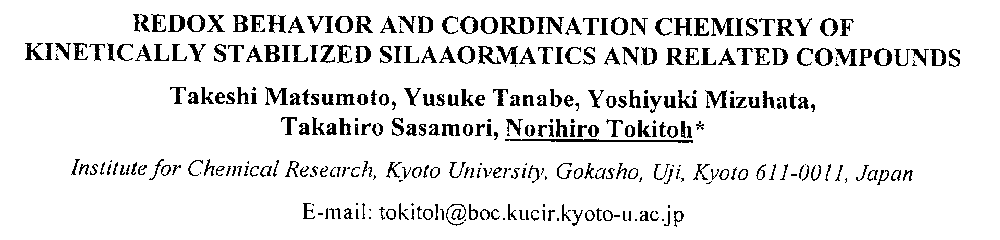 REDOX BEHAVIOR AND COORDINATION CHEMISTRY OF
KINETICALLY STABILIZED SILAAORMATICS AND RELATED COMPOUNDS
Takeshi Matsumoto, Yusuke Tanabe, Yoshiyuki Mizuhata,
Takahiro Sasamori, Norihiro Tokitoh*
Institute for Chemical Research, Kyoto University, Gokasho, Uji, Kyoto 611-0011, Japan
E-mail: tokitoh@boc.kucir.kyoto-u.ac.jp